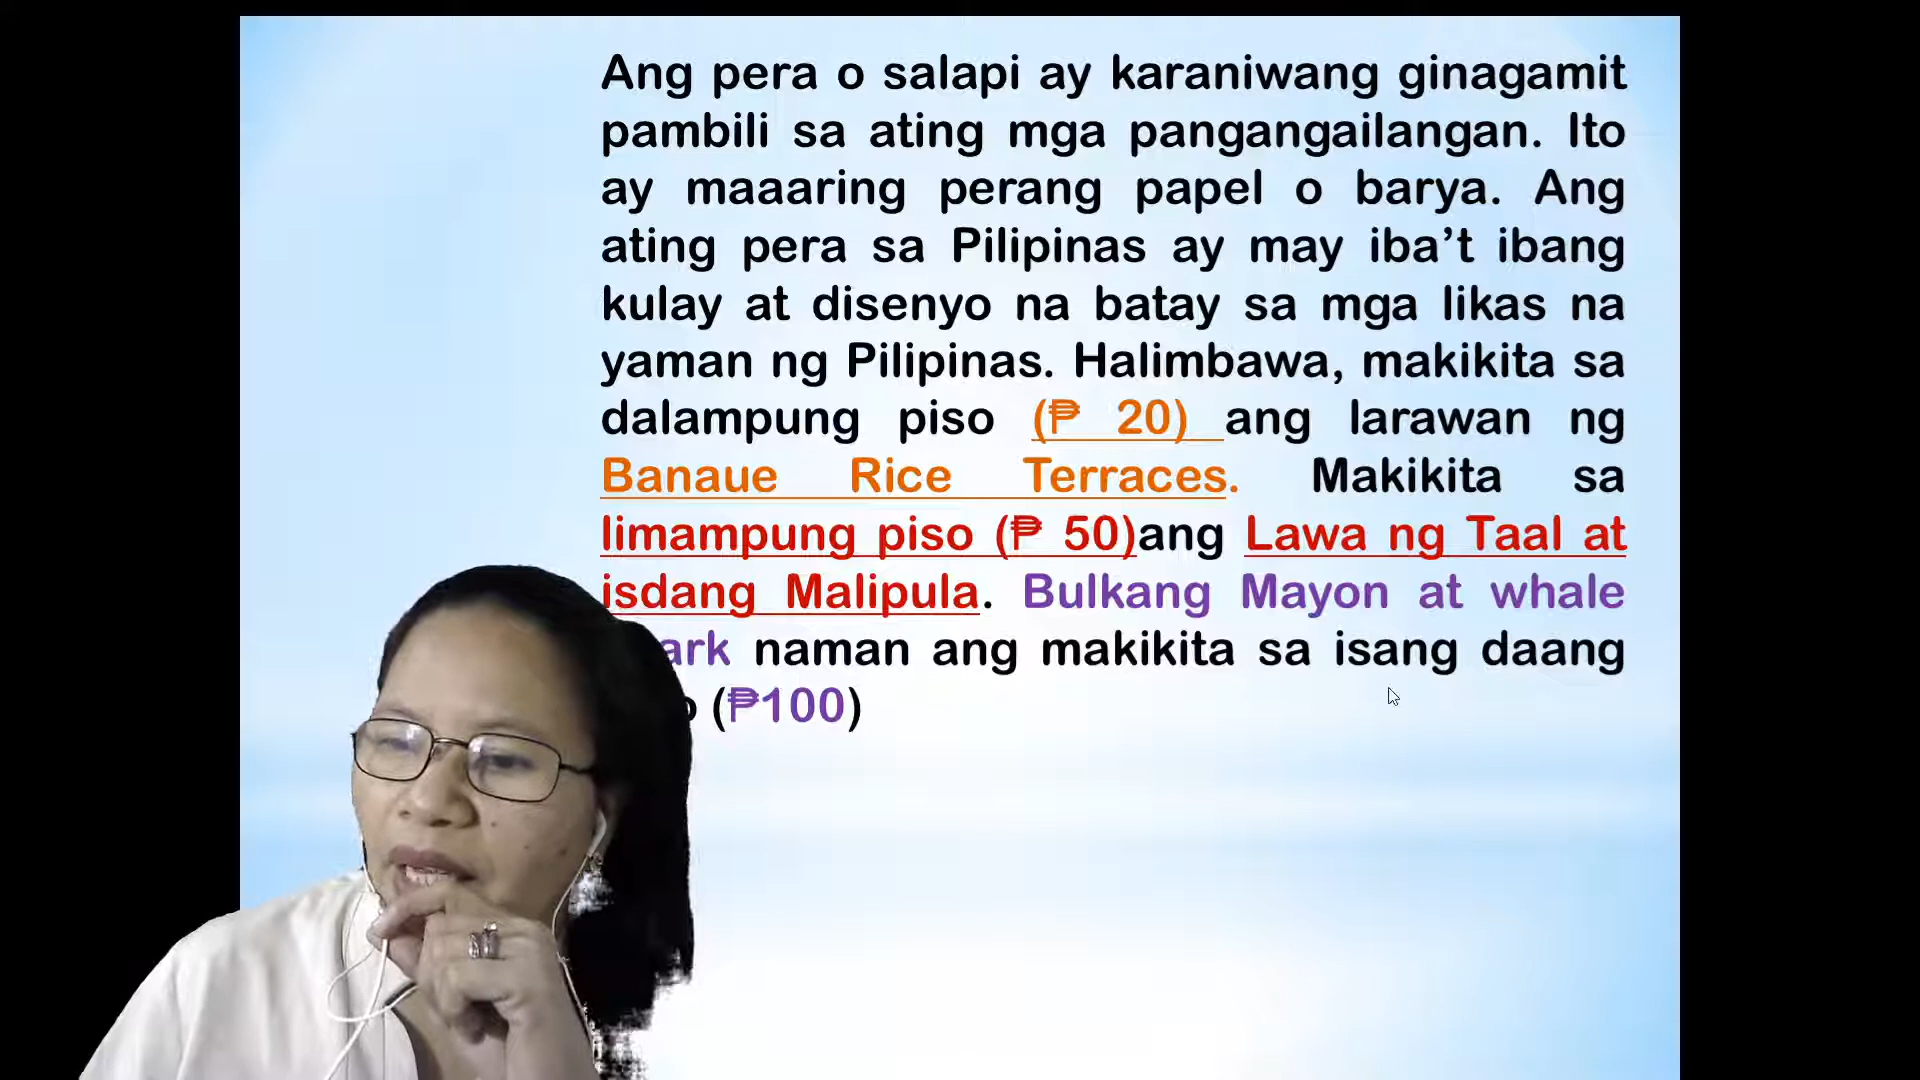 Ang pera o salapi ay karaniwang ginagamit
pambili sa ating mga pangangailangan. Ito
ay maaaring perang papel o barya. Ang
ating pera sa Pilipinas ay may iba't ibang
kulay at disenyo na batay sa mga likas na
yaman ng Pilipinas. Halimbawa, makikita sa
dalampung piso (₱ 20) ang larawan ng
Banaue Rice Terraces. Makikita sa
limampung piso (₱ 50)ang Lawa ng Taal at
isdang Malipula. Bulkang Mayon at whale
naman ang makikita sa isang daang
(₱100)